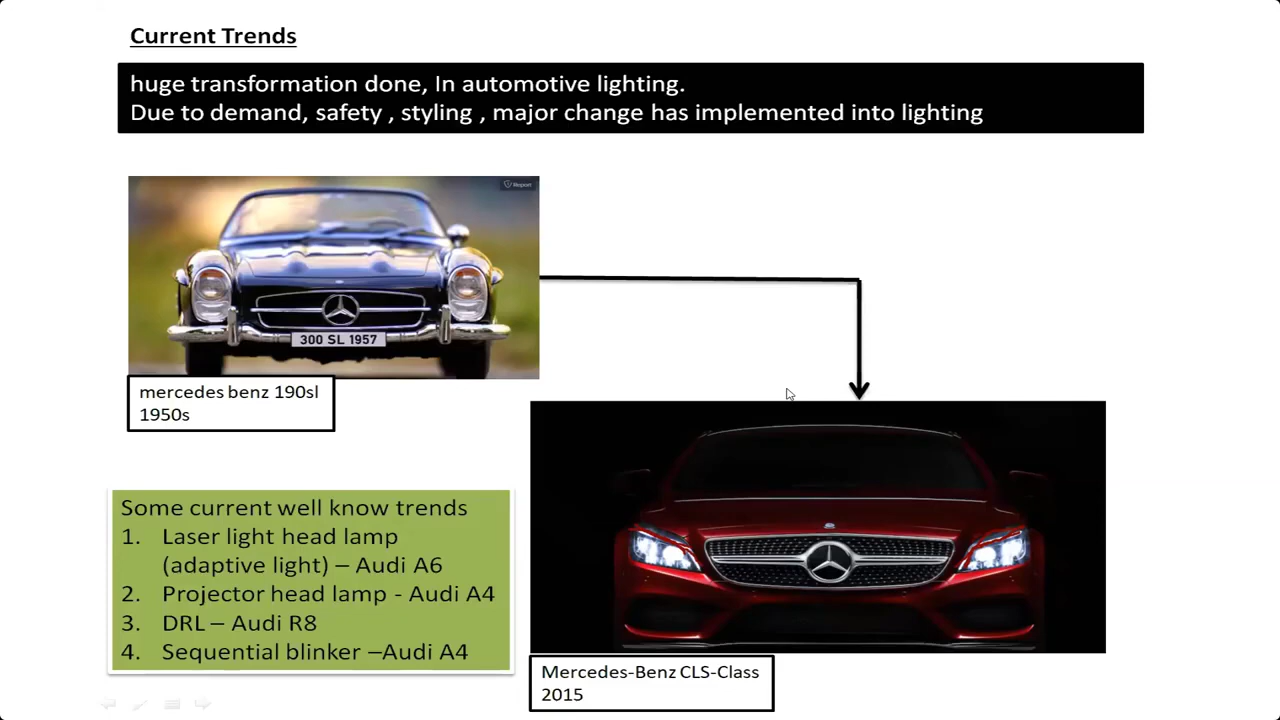 Current Trends
huge transformation done, In automotive lighting.
Due to demand, safety , styling , major change has implemented into lighting
Report
300 SL 1957
mercedes benz 190sl
1950s
Some current well know trends
1. Laser light head lamp
(adaptive light) – Audi A6
2. Projector head lamp - Audi A4
3. DRL – Audi R8
4. Sequential blinker –Audi A4
Mercedes-Benz CLS-Class
2015